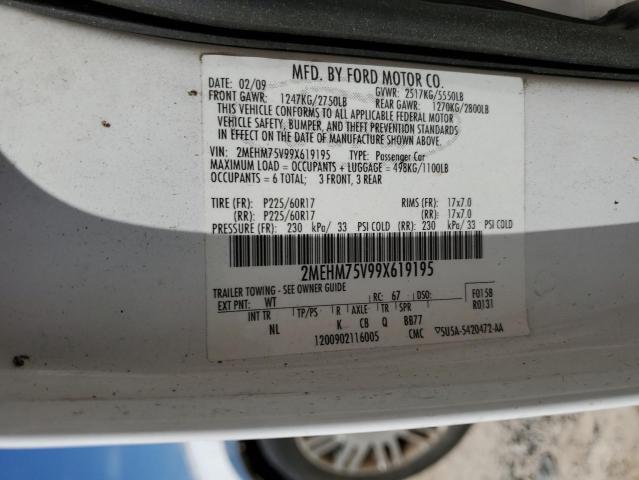 MFD. BY FORD MOTOR CO.
DATE: 02/09 GVWR: 2517KG/5550LB
FRONT GAWR: 1247KG/2750LB REAR GAWR: 1270KG/2800LB
THIS VEHICLE CONFORMS TO ALL APPLICABLE FEDERAL MOTOR
VEHICLE SAFETY, BUMPER, AND THEFT PREVENTION STANDARDS
IN EFFECT ON THE DATE OF MANUFACTURE SHOWN ABOVE.
VIN: 2MEHM75V99X619195 TYPE: Passenger Car
MAXIMUM LOAD = OCCUPANTS + LUGGAGE = 498KG/1100LB
OCCUPANTS = 6 TOTAL; 3 FRONT, 3 REAR
TIRE (FR): P225/60R17 RIMS (FR): 17x7.0
(RR): P225/60R17 (RR): 17x7.0
PRESSURE (FR): 230 kPa/ 33 PSI COLD (RR): 230 kPa/ 33 PSI COLD
2MEHM75V99X619195
TRAILER TOWING - SEE OWNER GUIDE
EXT PNT: WT RC: 67 DSO: F0158
R0131
INT TR TP/PS R AXLE TR SPR
NL K CB Q BB77
1200902116005 CMC 5U5A-5420472-AA